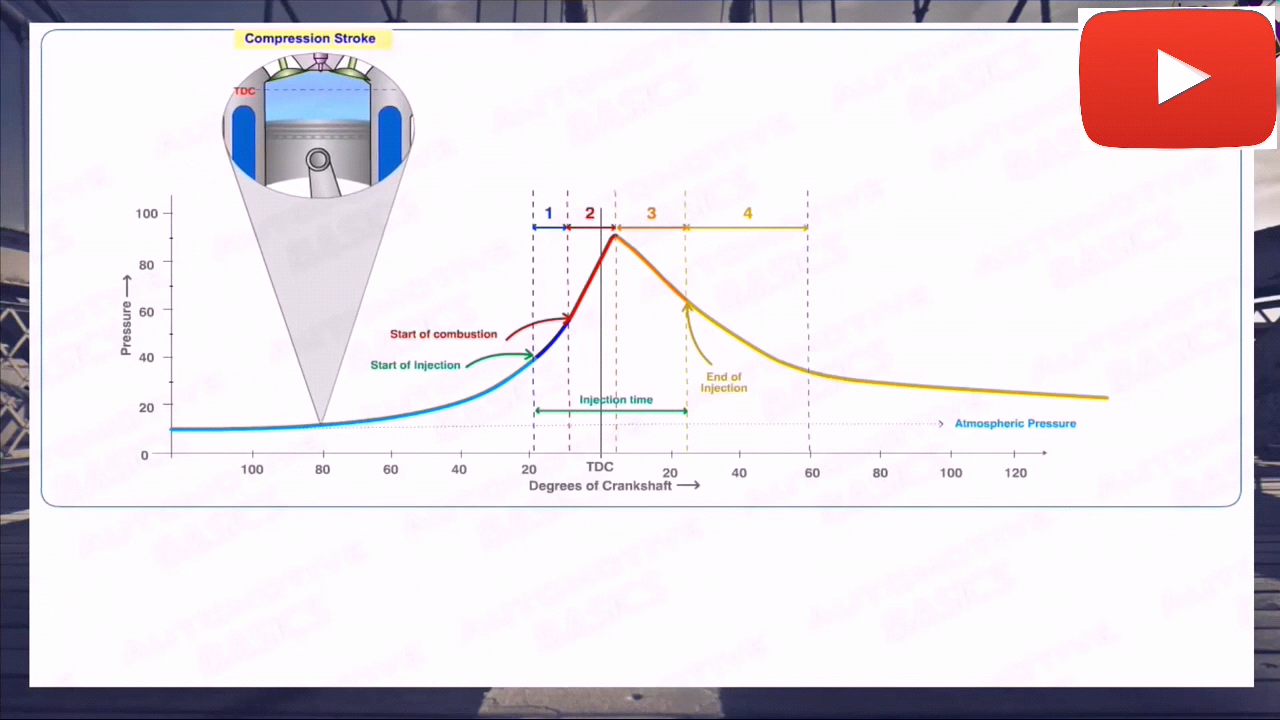 Compression Stroke
TDC
1 2 3 4
100
80
60
40
20
0
Pressure
Start of combustion
Start of Injection
End of
Injection
Injection time
Atmospheric Pressure
100 80 60 40 20 TDC 20 40 60 80 100 120
Degrees of Crankshaft
AUTOMOTIVE
BASICS